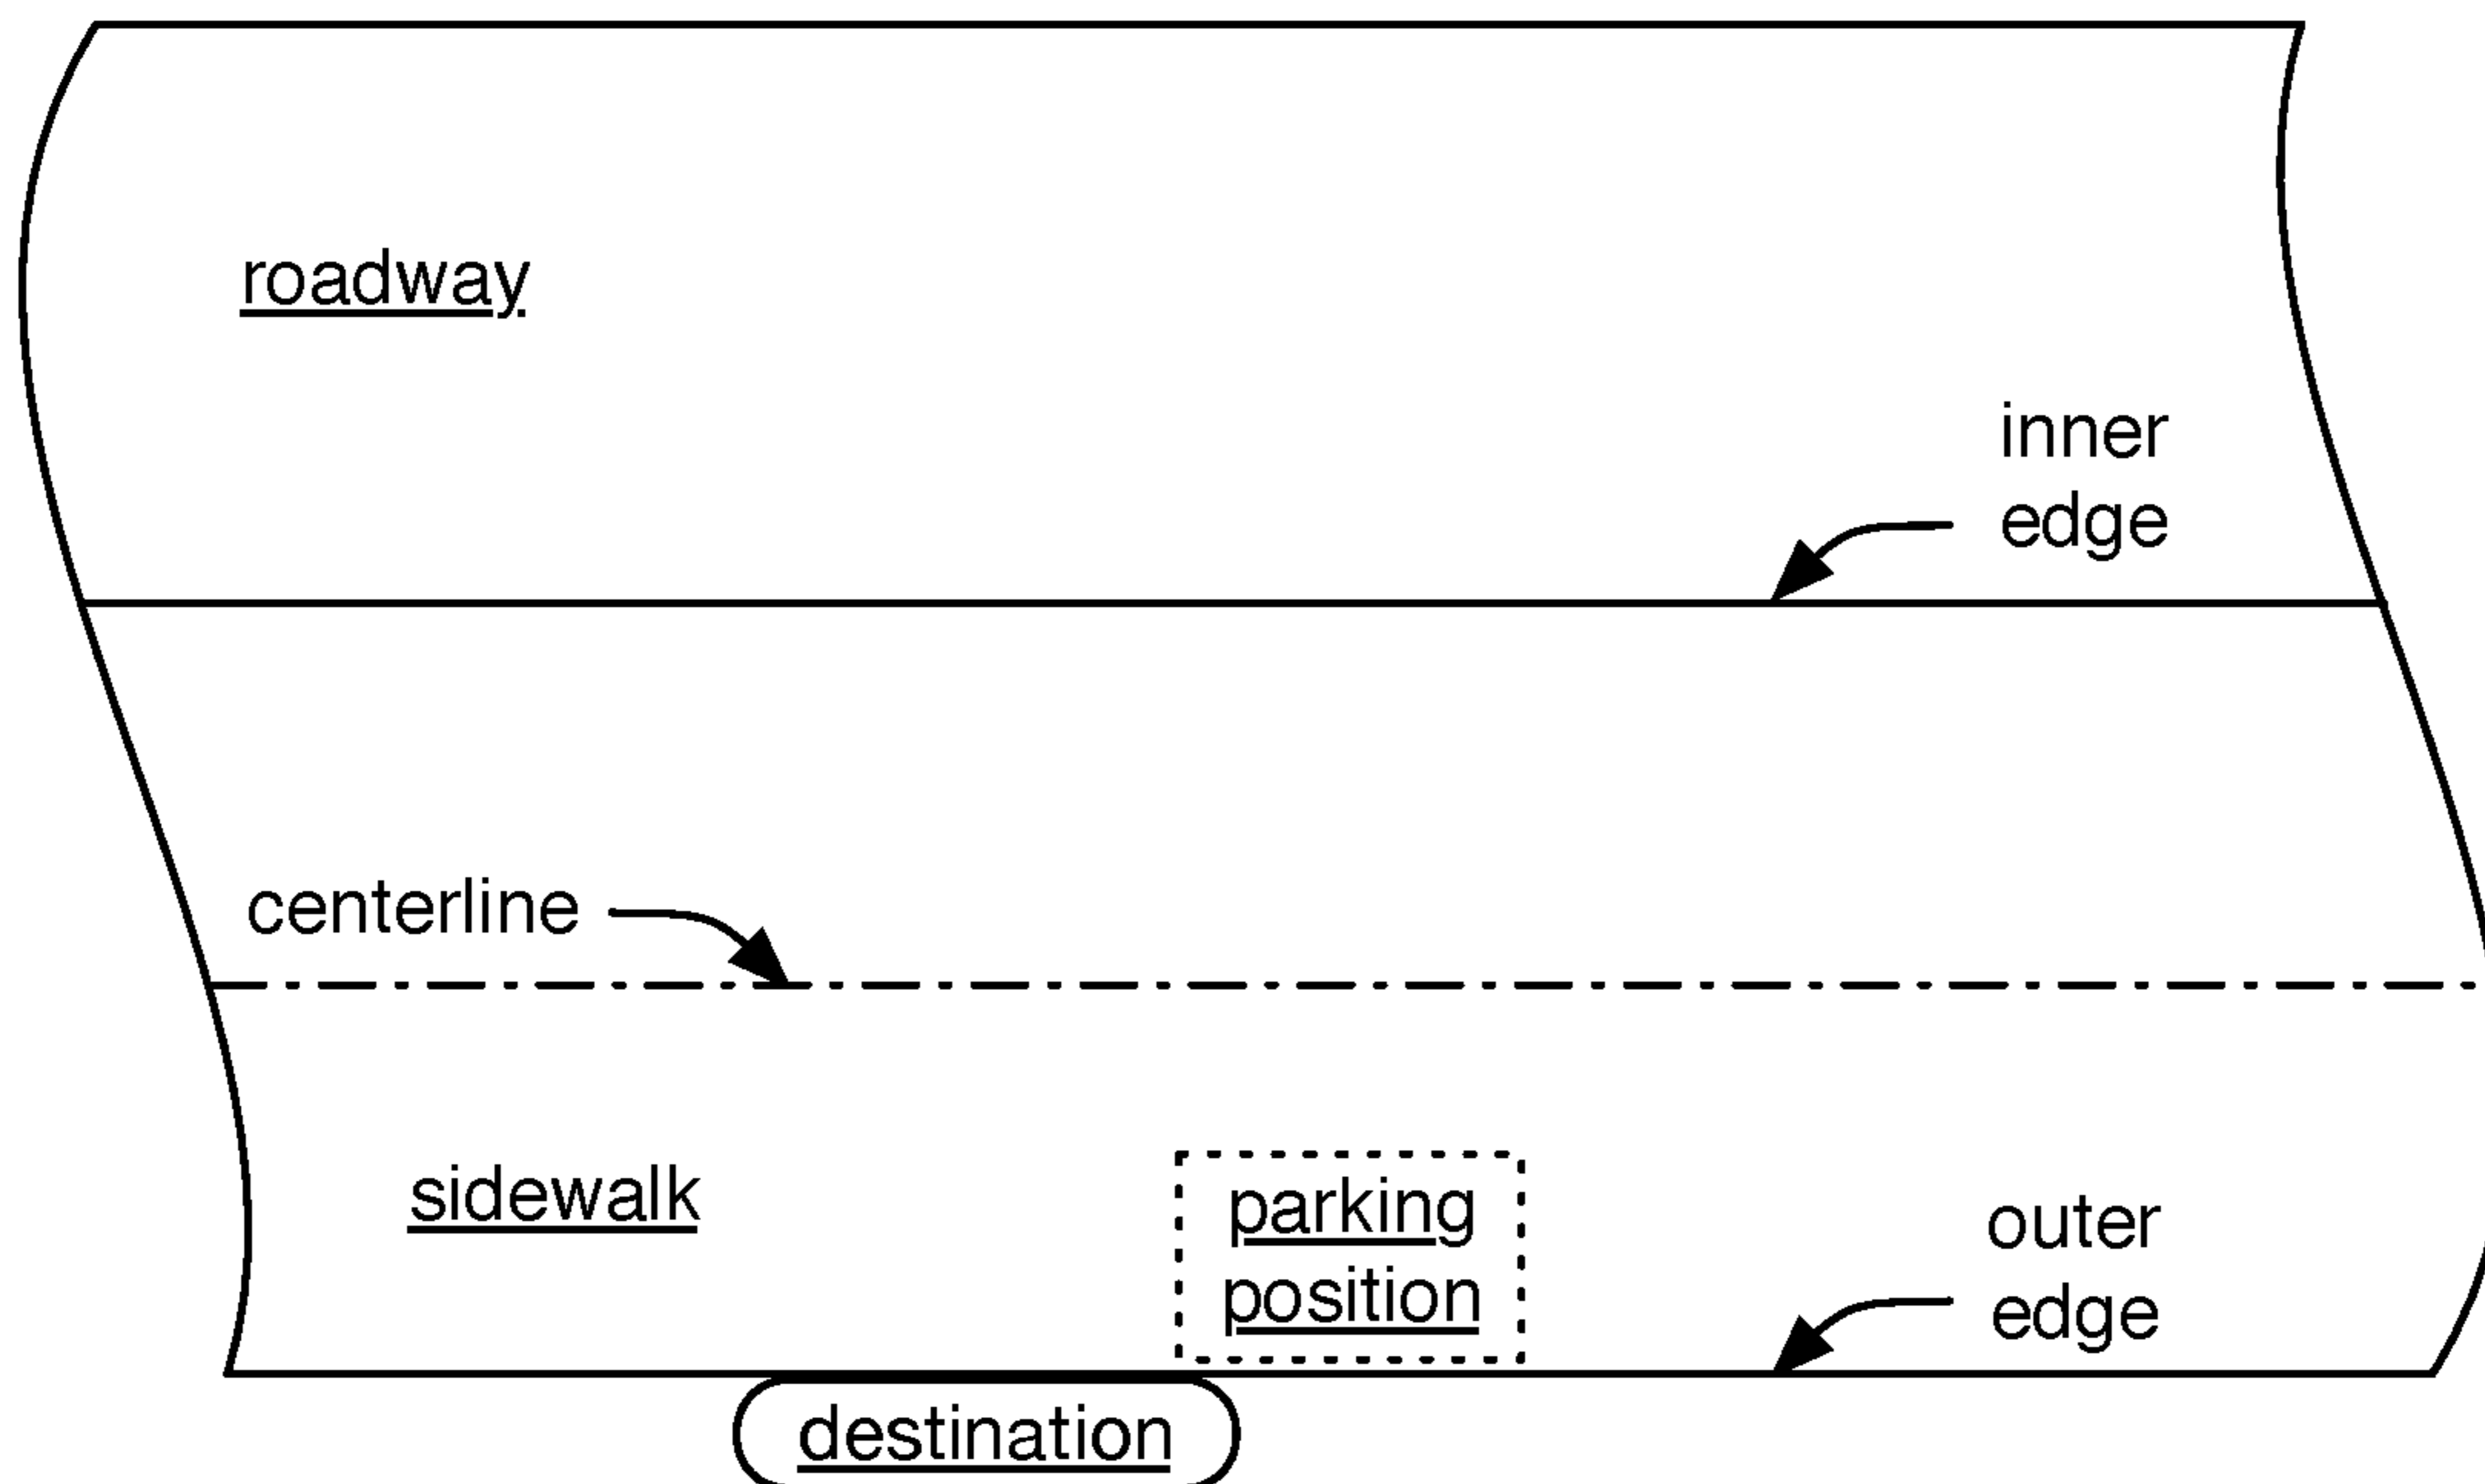 roadway
inner
edge
centerline
sidewalk
parking
position
outer
edge
destination